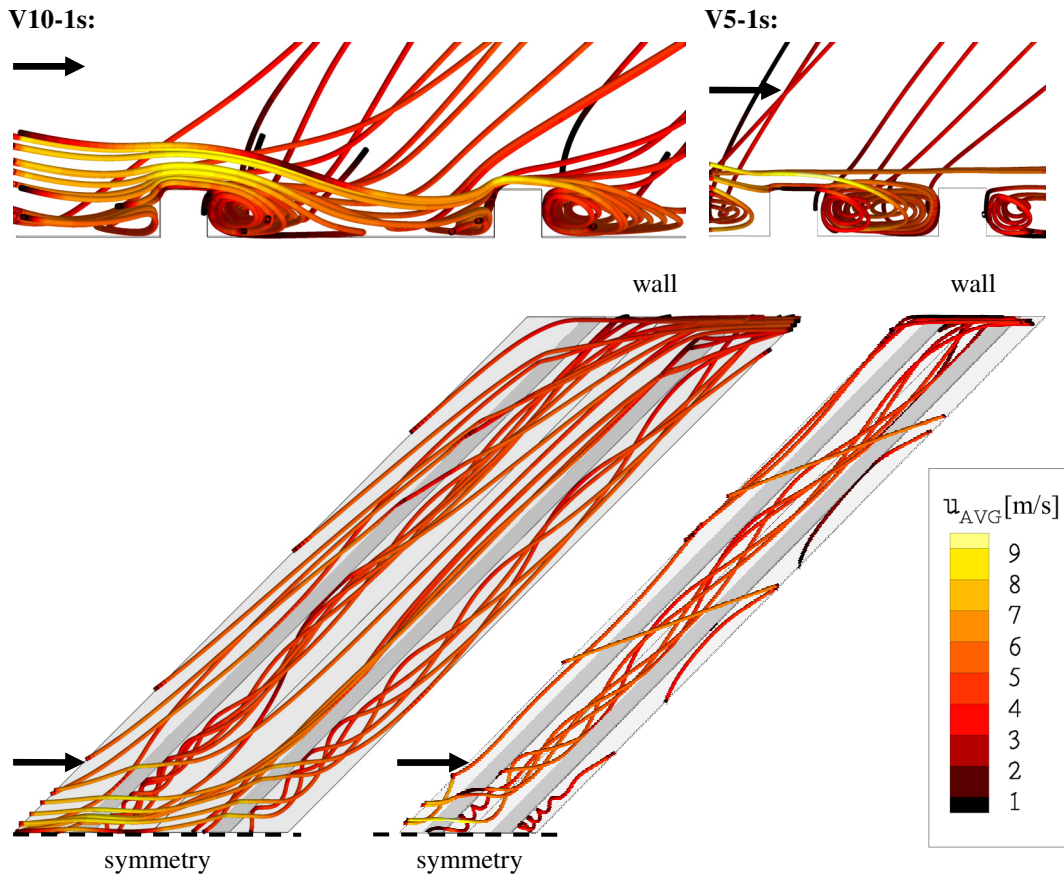 V10-1s:
V5-1s:
wall
wall
u_AVG[m/s]
9
8
7
6
5
4
3
2
1
symmetry
symmetry